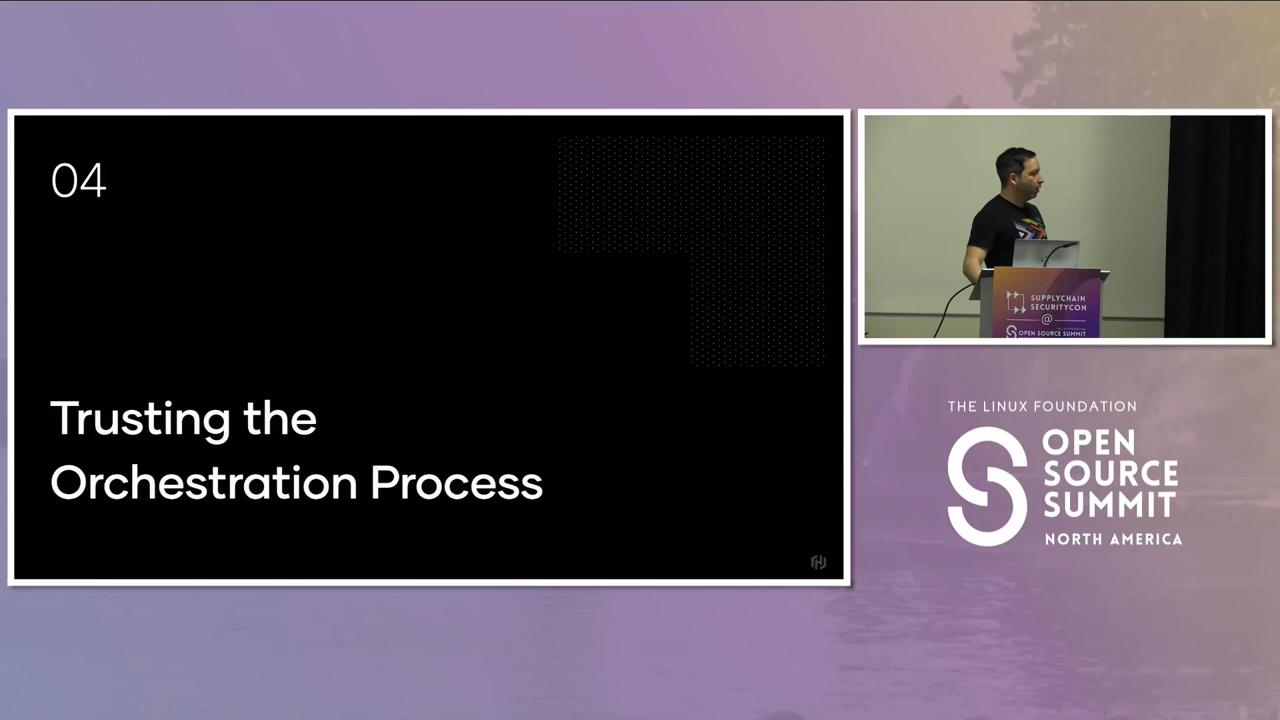 04
Trusting the
Orchestration Process
SUPPLYCHAIN
SECURITYCON
@
OPEN SOURCE SUMMIT
THE LINUX FOUNDATION
OPEN
SOURCE
SUMMIT
NORTH AMERICA